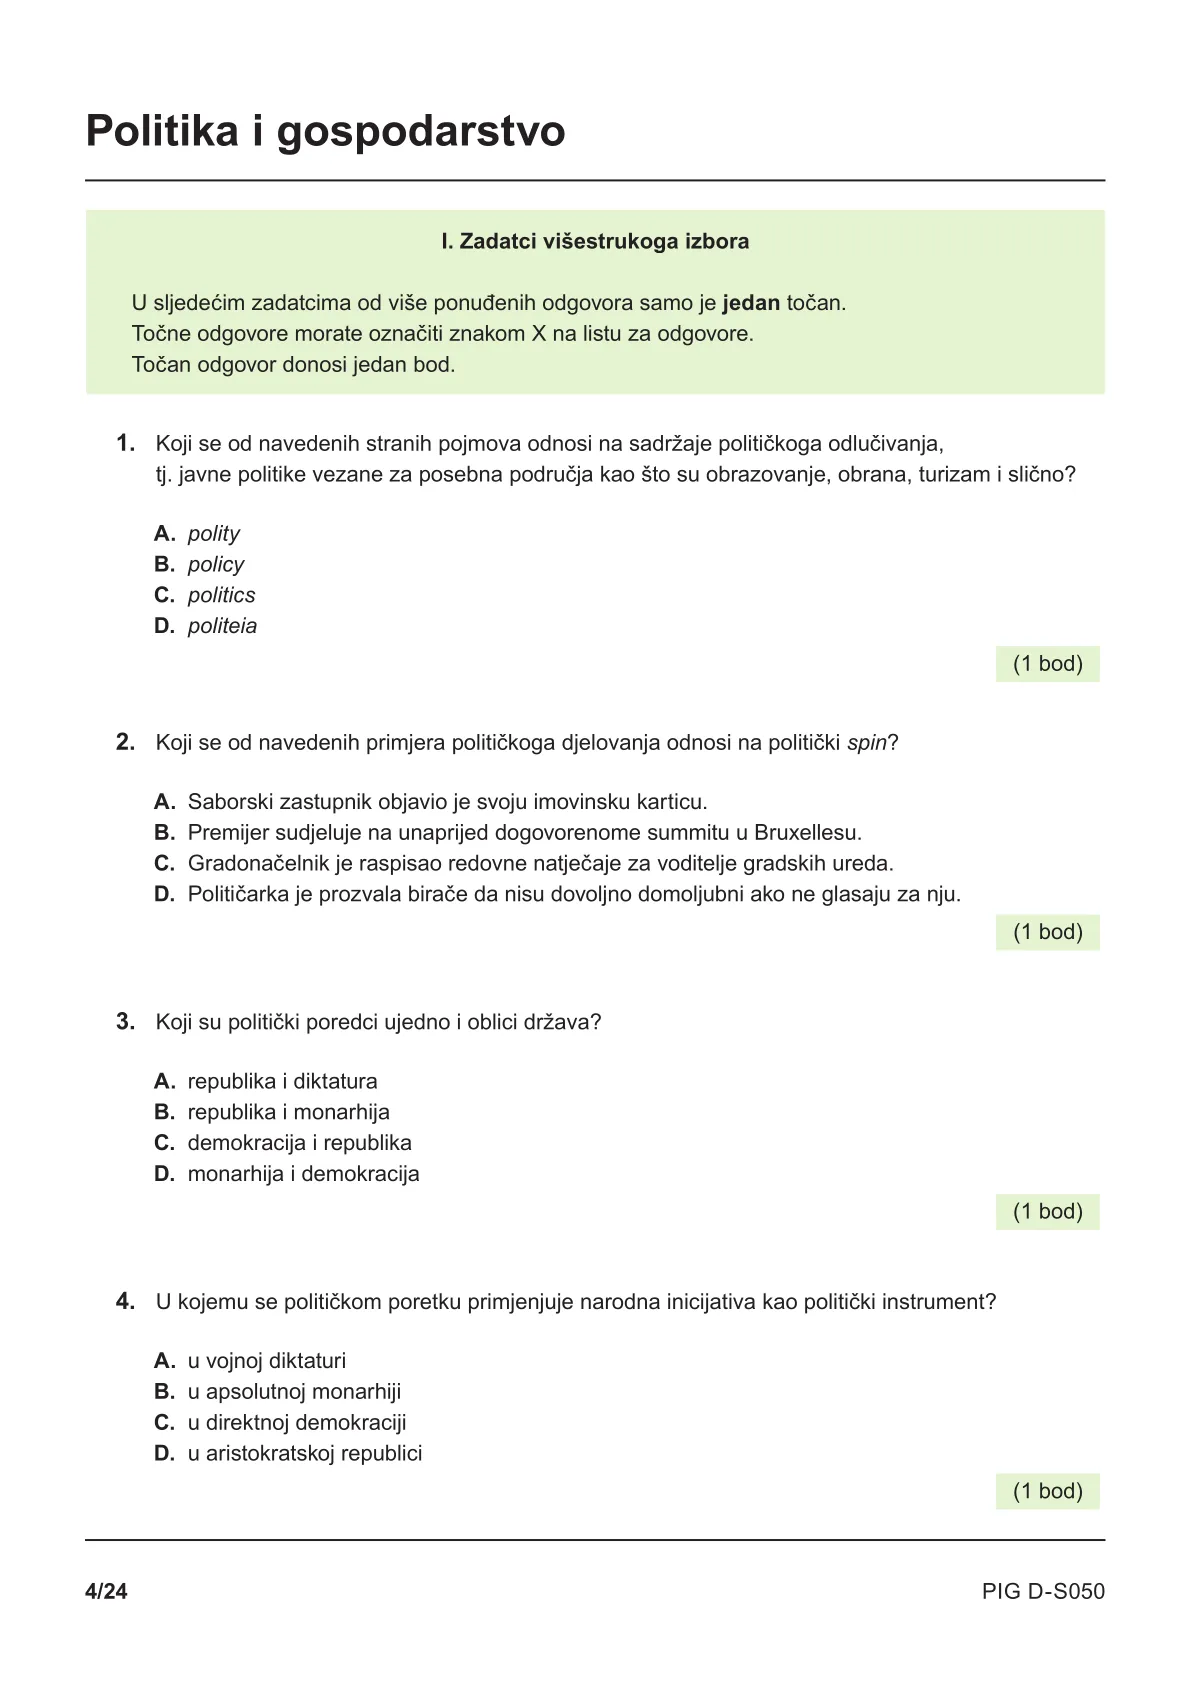 Politika i gospodarstvo
I. Zadatci višestrukoga izbora
U sljedećim zadatcima od više ponuđenih odgovora samo je jedan točan.
Točne odgovore morate označiti znakom X na listu za odgovore.
Točan odgovor donosi jedan bod.
1. Koji se od navedenih stranih pojmova odnosi na sadržaje političkoga odlučivanja,
tj. javne politike vezane za posebna područja kao što su obrazovanje, obrana, turizam i slično?
A. polity
B. policy
C. politics
D. politeia
(1 bod)
2. Koji se od navedenih primjera političkoga djelovanja odnosi na politički spin?
A. Saborski zastupnik objavio je svoju imovinsku karticu.
B. Premijer sudjeluje na unaprijed dogovorenome summitu u Bruxellesu.
C. Gradonačelnik je raspisao redovne natječaje za voditelje gradskih ureda.
D. Političarka je prozvala birače da nisu dovoljno domoljubni ako ne glasaju za nju.
(1 bod)
3. Koji su politički poredci ujedno i oblici država?
A. republika i diktatura
B. republika i monarhija
C. demokracija i republika
D. monarhija i demokracija
(1 bod)
4. U kojemu se političkom poretku primjenjuje narodna inicijativa kao politički instrument?
A. u vojnoj diktaturi
B. u apsolutnoj monarhiji
C. u direktnoj demokraciji
D. u aristokratskoj republici
(1 bod)
4/24
PIG D-S050